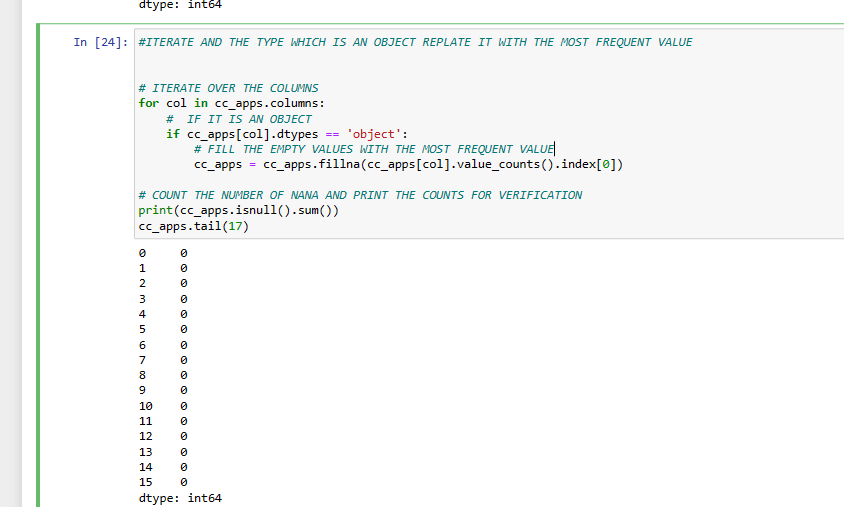 dtype: int64
In [24]: #ITERATE AND THE TYPE WHICH IS AN OBJECT REPLATE IT WITH THE MOST FREQUENT VALUE
# ITERATE OVER THE COLUMNS
for col in cc_apps.columns:
    #  IF IT IS AN OBJECT
    if cc_apps[col].dtypes == 'object':
        # FILL THE EMPTY VALUES WITH THE MOST FREQUENT VALUE
        cc_apps = cc_apps.fillna(cc_apps[col].value_counts().index[0])
# COUNT THE NUMBER OF NANA AND PRINT THE COUNTS FOR VERIFICATION
print(cc_apps.isnull().sum())
cc_apps.tail(17)
0     0
1     0
2     0
3     0
4     0
5     0
6     0
7     0
8     0
9     0
10    0
11    0
12    0
13    0
14    0
15    0
dtype: int64